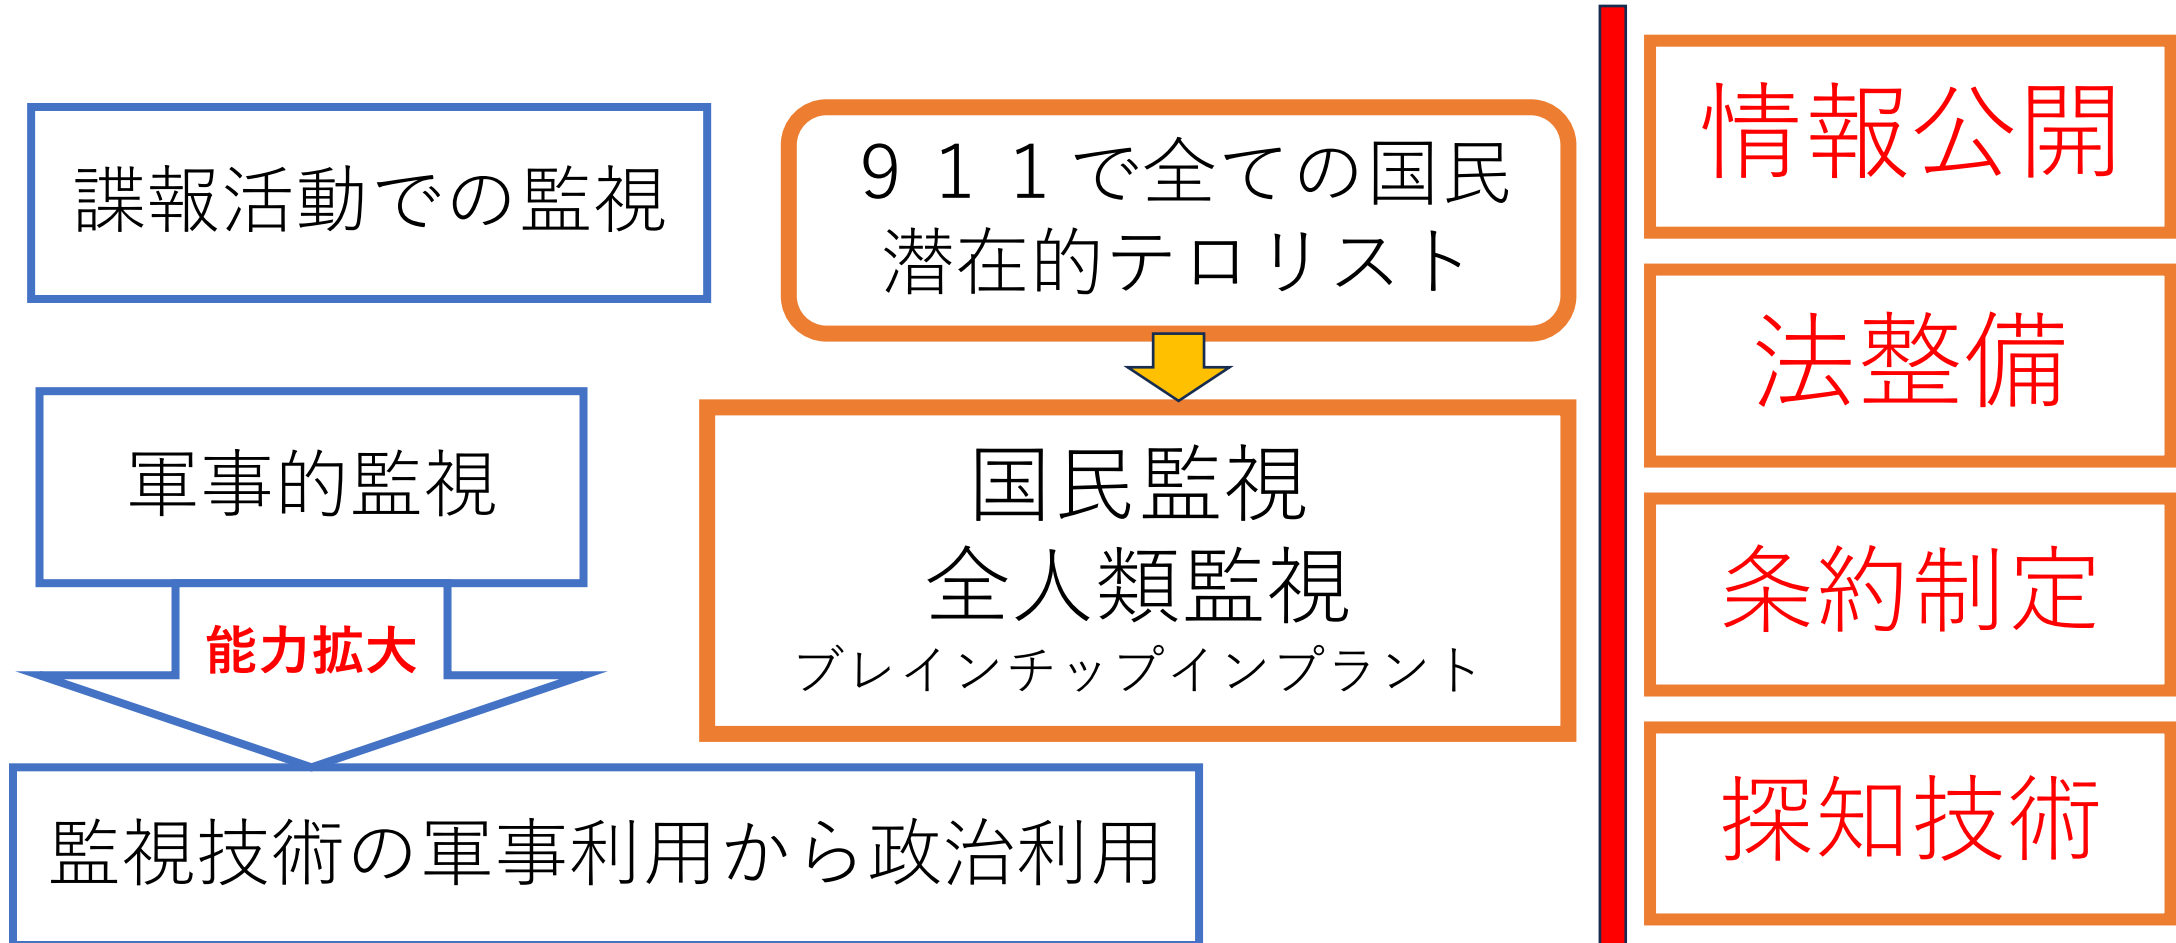 諜報活動での監視
軍事的監視
能力拡大
監視技術の軍事利用から政治利用
９１１で全ての国民
潜在的テロリスト
国民監視
全人類監視
ブレインチップインプラント
情報公開
法整備
条約制定
探知技術